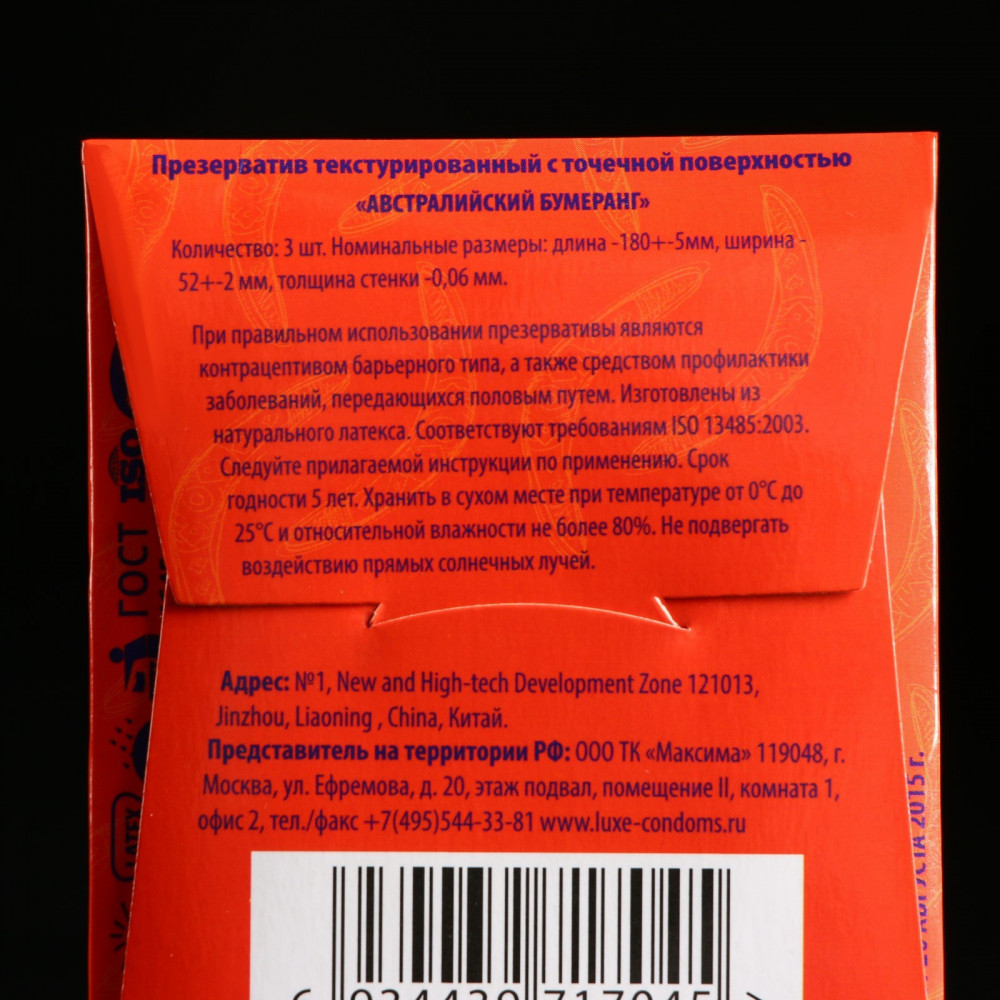 Презерватив текстурированный с точечной поверхностью
«АВСТРАЛИЙСКИЙ БУМЕРАНГ»
Количество: 3 шт. Номинальные размеры: длина -180+-5мм, ширина -
52+-2 мм, толщина стенки -0,06 мм.
При правильном использовании презервативы являются
контрацептивом барьерного типа, а также средством профилактики
заболеваний, передающихся половым путем. Изготовлены из
натурального латекса. Соответствуют требованиям ISO 13485:2003.
Следуйте прилагаемой инструкции по применению. Срок
годности 5 лет. Хранить в сухом месте при температуре от 0°C до
25°C и относительной влажности не более 80%. Не подвергать
воздействию прямых солнечных лучей.
Адрес: №1, New and High-tech Development Zone 121013,
Jinzhou, Liaoning , China, Китай.
Представитель на территории РФ: ООО ТК «Максима» 119048, г.
Москва, ул. Ефремова, д. 20, этаж подвал, помещение II, комната 1,
офис 2, тел./факс +7(495)544-33-81 www.luxe-condoms.ru
ISO
ГОСТ
LATEX
АВГУСТА 2015 г.
6 934439 717045 >